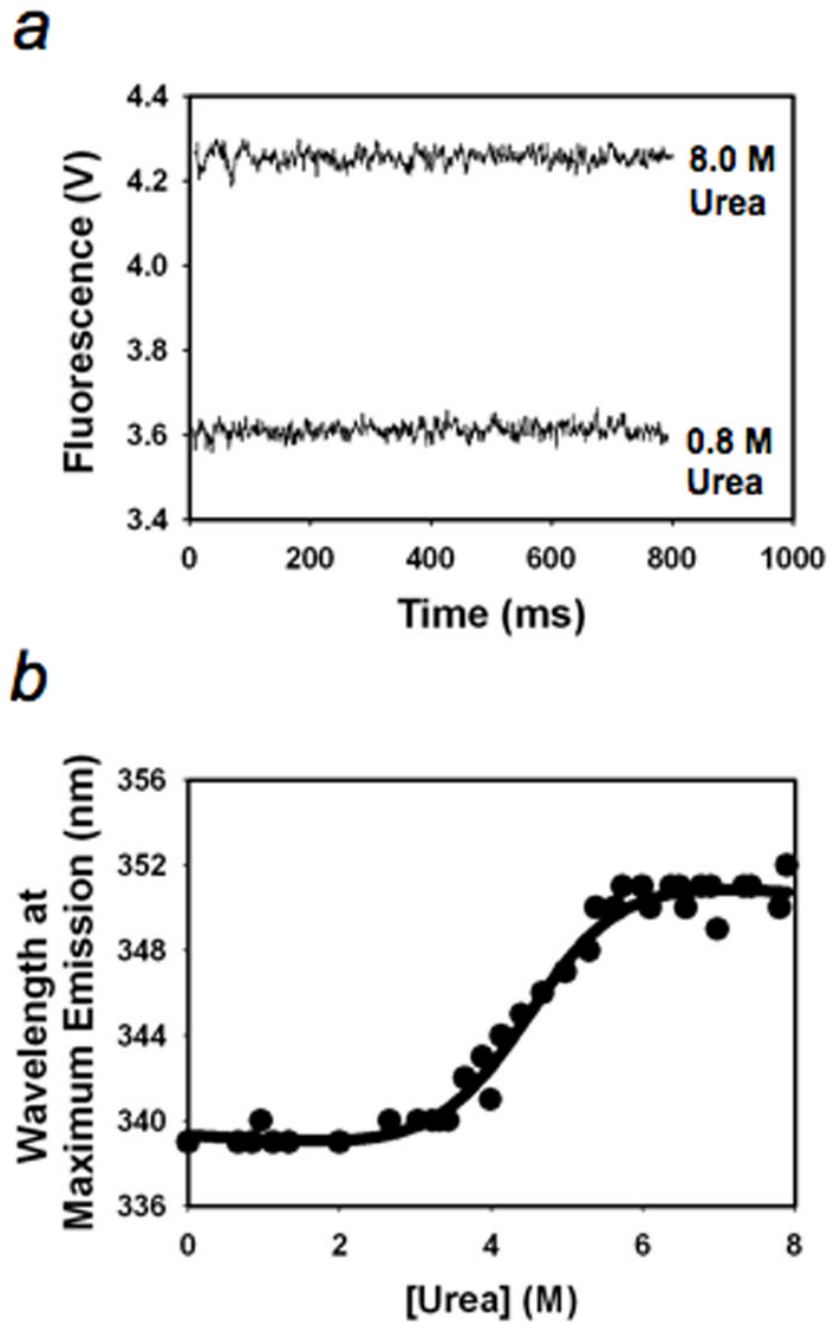 a
4.4
4.2
4.0
3.8
3.6
3.4
Fluorescence (V)
8.0 M
Urea
0.8 M
Urea
0 200 400 600 800 1000
Time (ms)
b
356
352
348
344
340
336
Wavelength at
Maximum Emission (nm)
0 2 4 6 8
[Urea] (M)